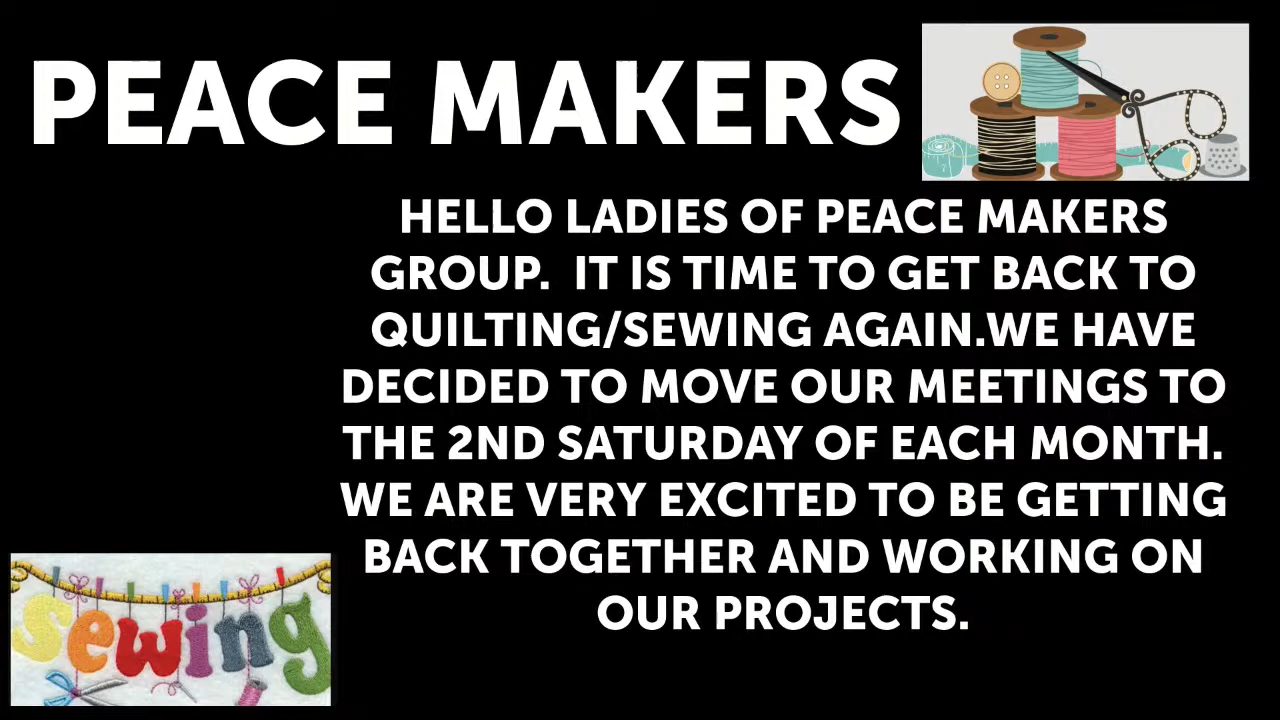 PEACE MAKERS
HELLO LADIES OF PEACE MAKERS
GROUP.  IT IS TIME TO GET BACK TO
QUILTING/SEWING AGAIN.WE HAVE
DECIDED TO MOVE OUR MEETINGS TO
THE 2ND SATURDAY OF EACH MONTH.
WE ARE VERY EXCITED TO BE GETTING
BACK TOGETHER AND WORKING ON
OUR PROJECTS.
sewing